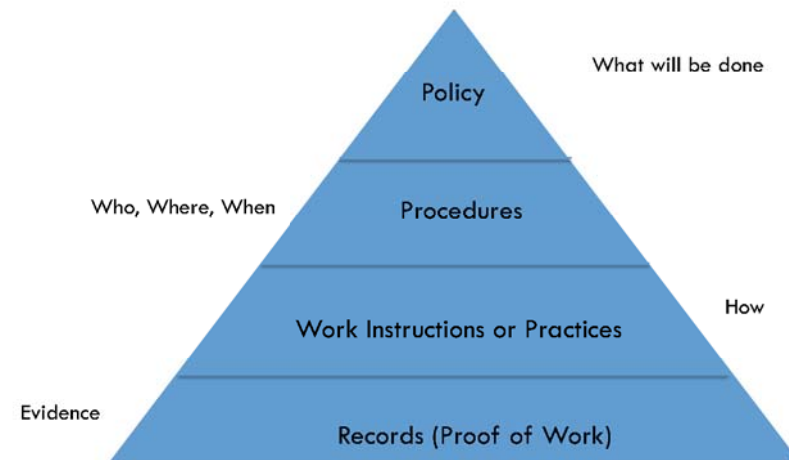 What will be done
Policy
Who, Where, When
Procedures
How
Work Instructions or Practices
Evidence
Records (Proof of Work)